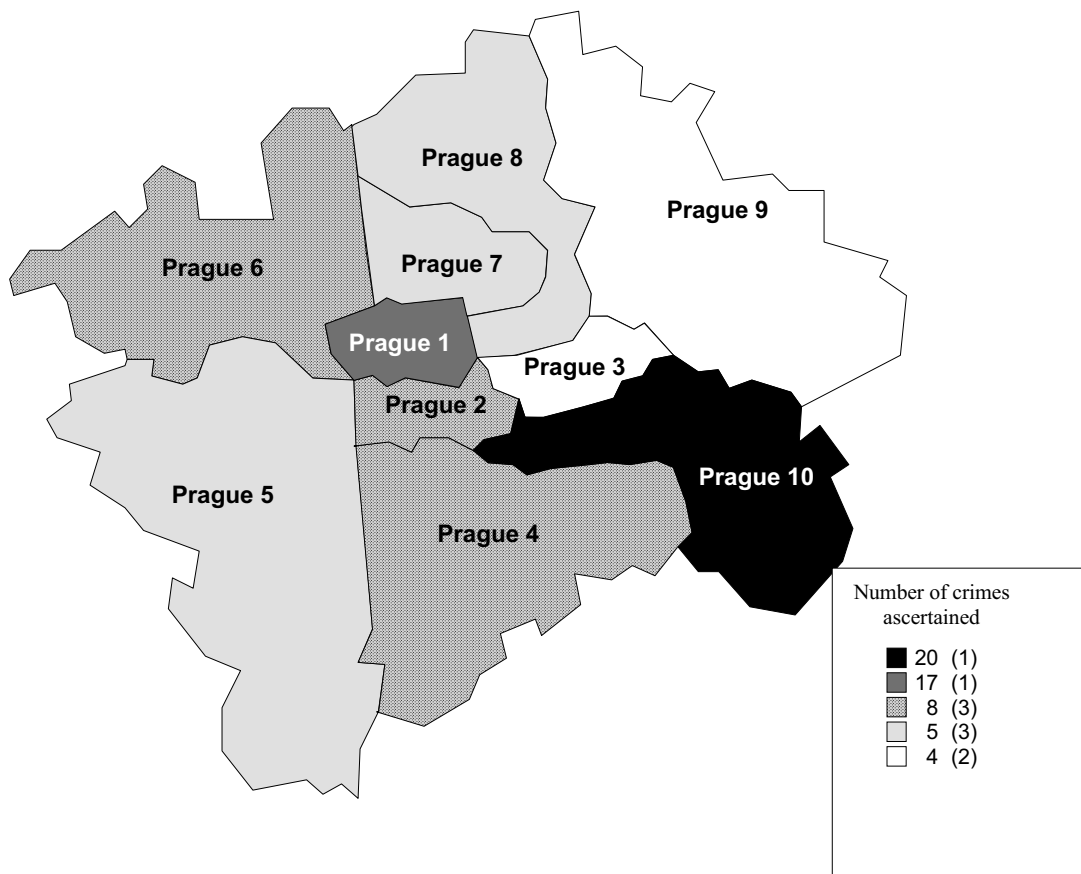 Prague 8
Prague 9
Prague 7
Prague 6
Prague 1
Prague 3
Prague 2
Prague 10
Prague 5
Prague 4
Number of crimes
ascertained
20 (1)
17 (1)
8 (3)
5 (3)
4 (2)